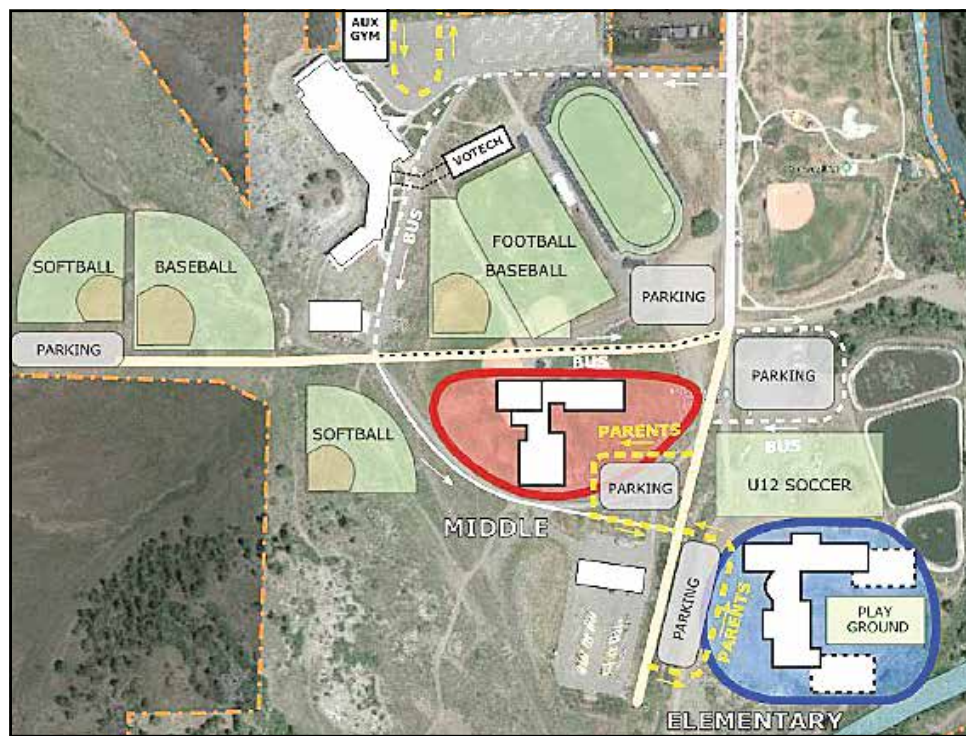 AUX
GYM
VOTECH
BUS
FOOTBALL
BASEBALL
SOFTBALL
BASEBALL
PARKING
PARKING
BUS
PARKING
SOFTBALL
PARENTS
BUS
PARKING
U12 SOCCER
MIDDLE
PARKING
PARENTS
PLAY
GROUND
ELEMENTARY